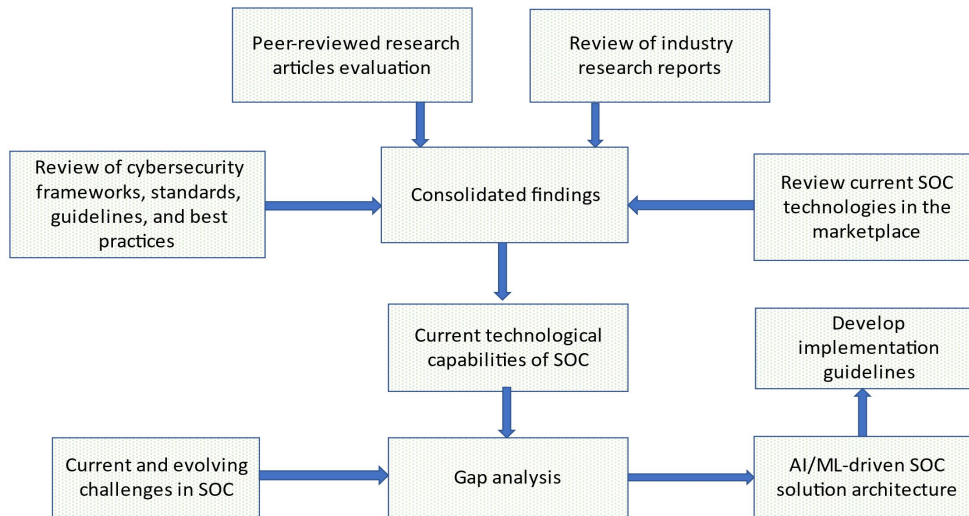 Peer-reviewed research
articles evaluation
Review of industry
research reports
Review of cybersecurity
frameworks, standards,
guidelines, and best
practices
Consolidated findings
Review current SOC
technologies in the
marketplace
Current technological
capabilities of SOC
Develop
implementation
guidelines
Current and evolving
challenges in SOC
Gap analysis
AI/ML-driven SOC
solution architecture